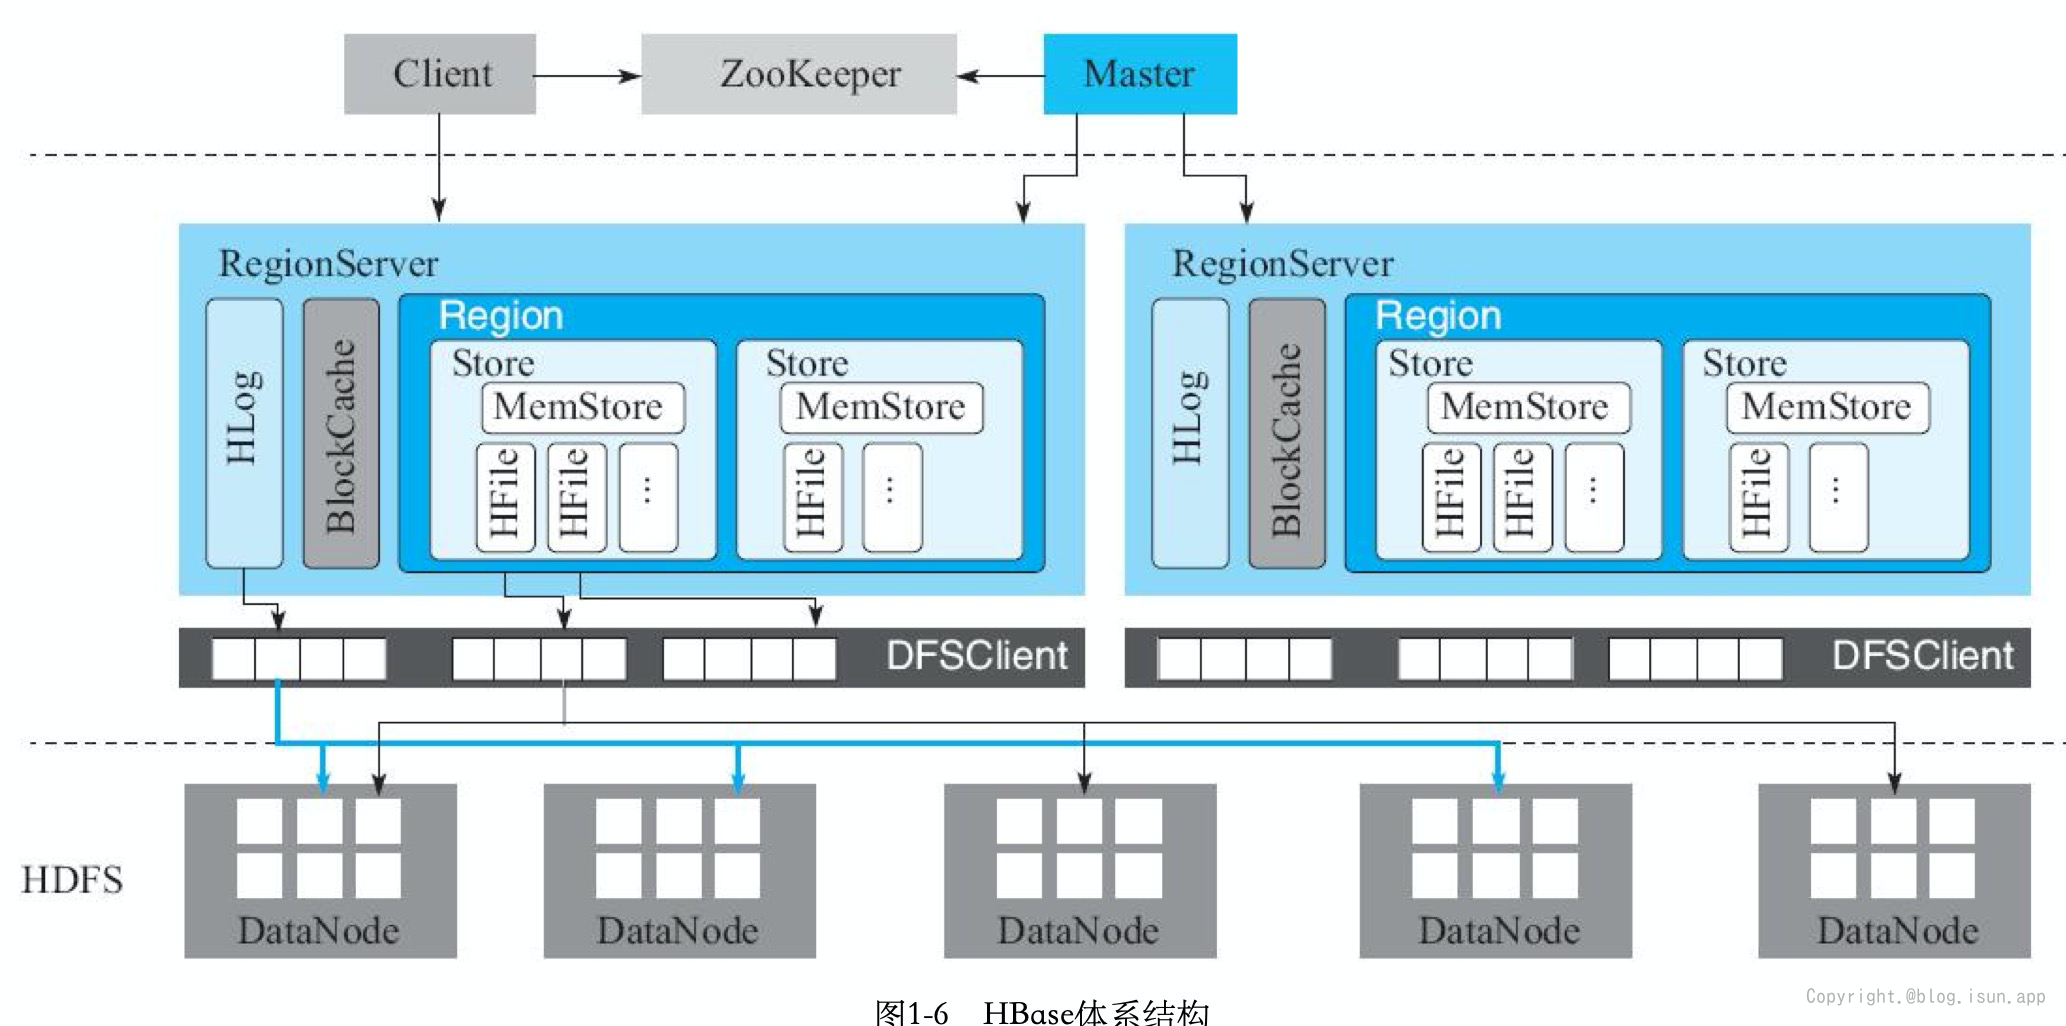 Client
ZooKeeper
Master
RegionServer
HLog
BlockCache
Region
Store
MemStore
HFile
HFile
...
Store
MemStore
HFile
...
RegionServer
HLog
BlockCache
Region
Store
MemStore
HFile
HFile
...
Store
MemStore
HFile
...
DFSClient
DFSClient
HDFS
DataNode
DataNode
DataNode
DataNode
DataNode
Copyright.@blog.isun.app
图1-6 HBase体系结构